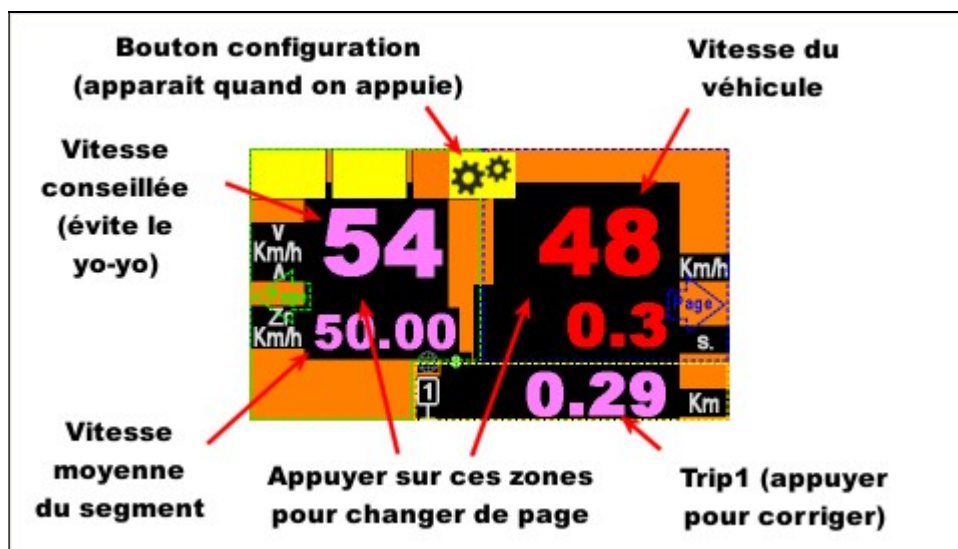 Bouton configuration
(apparait quand on appuie)
Vitesse du
véhicule
Vitesse
conseillée
(évite le
yo-yo)
54
48
V
Km/h
Λ
Km/h
Page
Zn
Km/h
50.00
0.3
s.
8
1
0.29
Km
Vitesse
moyenne
du segment
Appuyer sur ces zones
pour changer de page
Trip1 (appuyer
pour corriger)